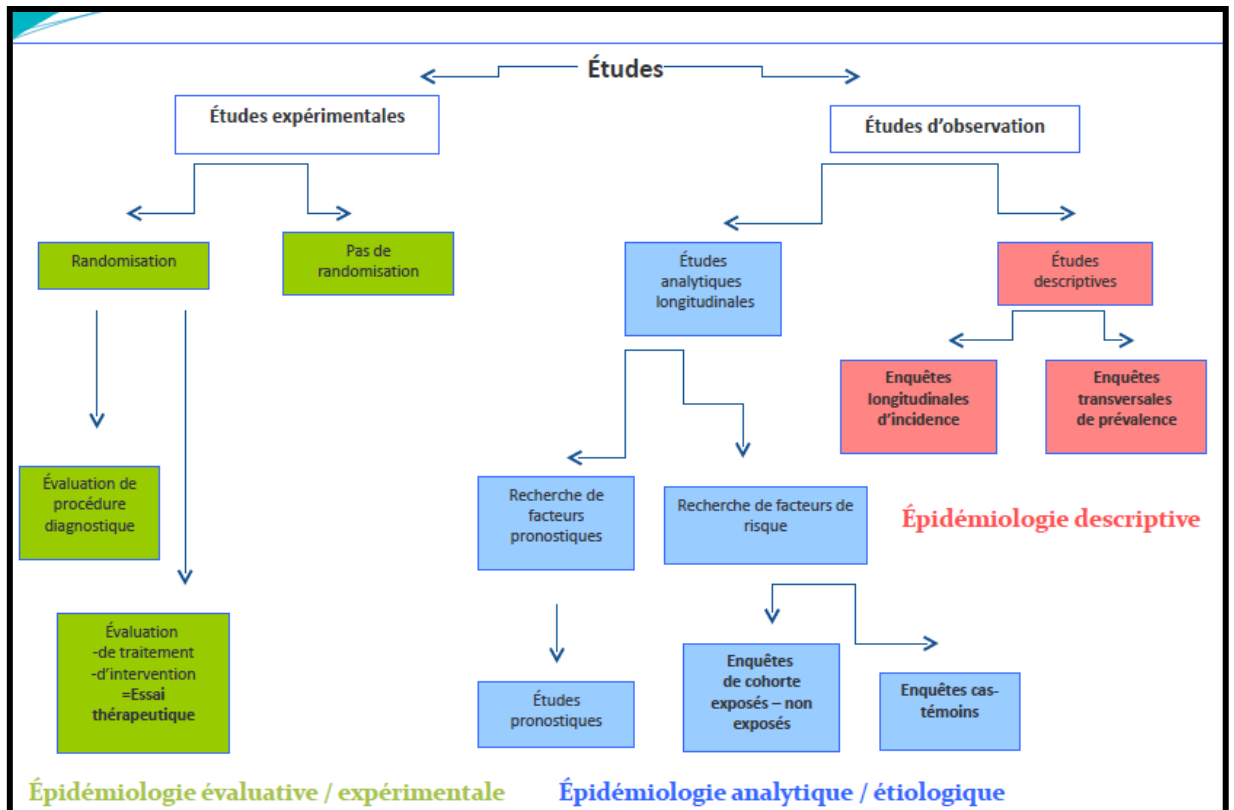 Études
Études expérimentales
Études d'observation
Randomisation
Pas de
randomisation
Études
analytiques
longitudinales
Études
descriptives
Enquêtes
longitudinales
d'incidence
Enquêtes
transversales
de prévalence
Évaluation de
procédure
diagnostique
Recherche de
facteurs
pronostiques
Recherche de facteurs de
risque
Épidémiologie descriptive
Évaluation
-de traitement
-d'intervention
=Essai
thérapeutique
Études
pronostiques
Enquêtes
de cohorte
exposés – non
exposés
Enquêtes cas-
témoins
Épidémiologie évaluative / expérimentale
Épidémiologie analytique / étiologique